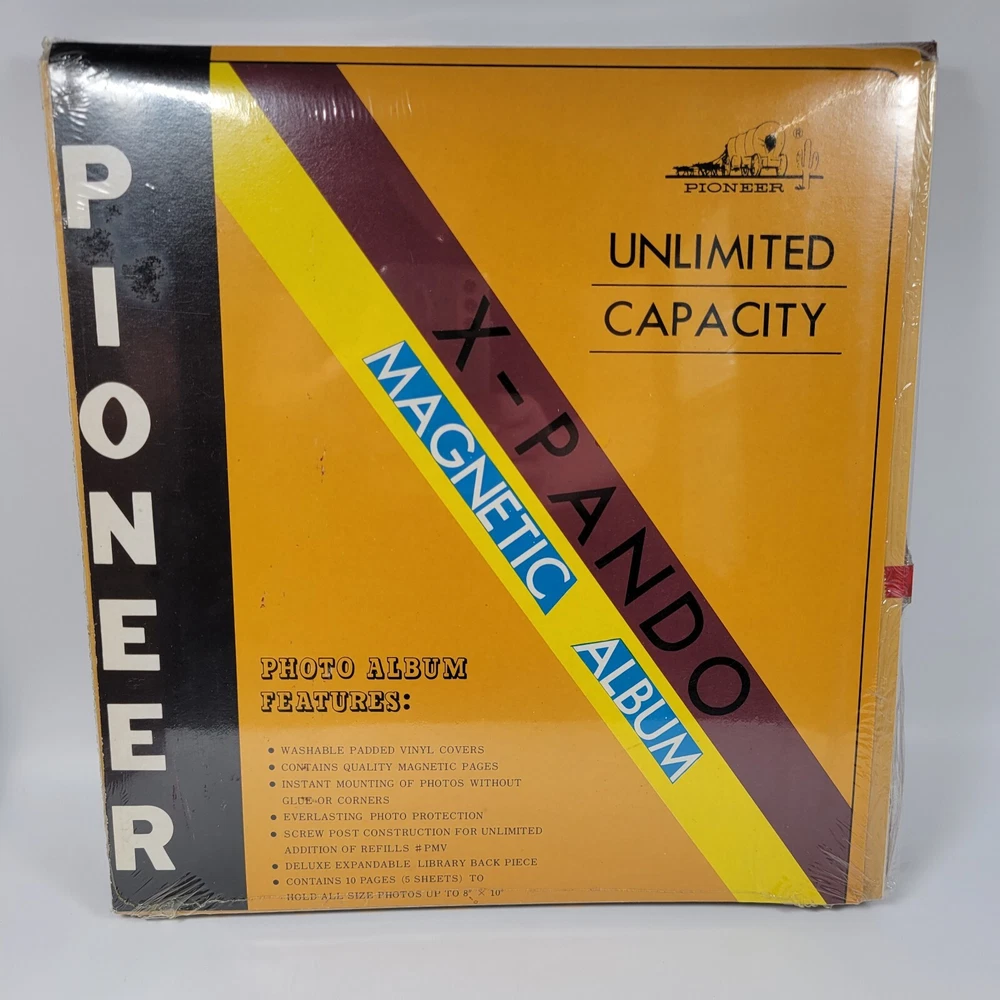 PIONEER
®
PIONEER
UNLIMITED
CAPACITY
X-PANDO
MAGNETIC ALBUM
PHOTO ALBUM
FEATURES:
● WASHABLE PADDED VINYL COVERS
● CONTAINS QUALITY MAGNETIC PAGES
● INSTANT MOUNTING OF PHOTOS WITHOUT
GLUE OR CORNERS
● EVERLASTING PHOTO PROTECTION
● SCREW POST CONSTRUCTION FOR UNLIMITED
ADDITION OF REFILLS #PMV
● DELUXE EXPANDABLE LIBRARY BACK PIECE
● CONTAINS 10 PAGES (5 SHEETS) TO
HOLD ALL SIZE PHOTOS UP TO 8" × 10"